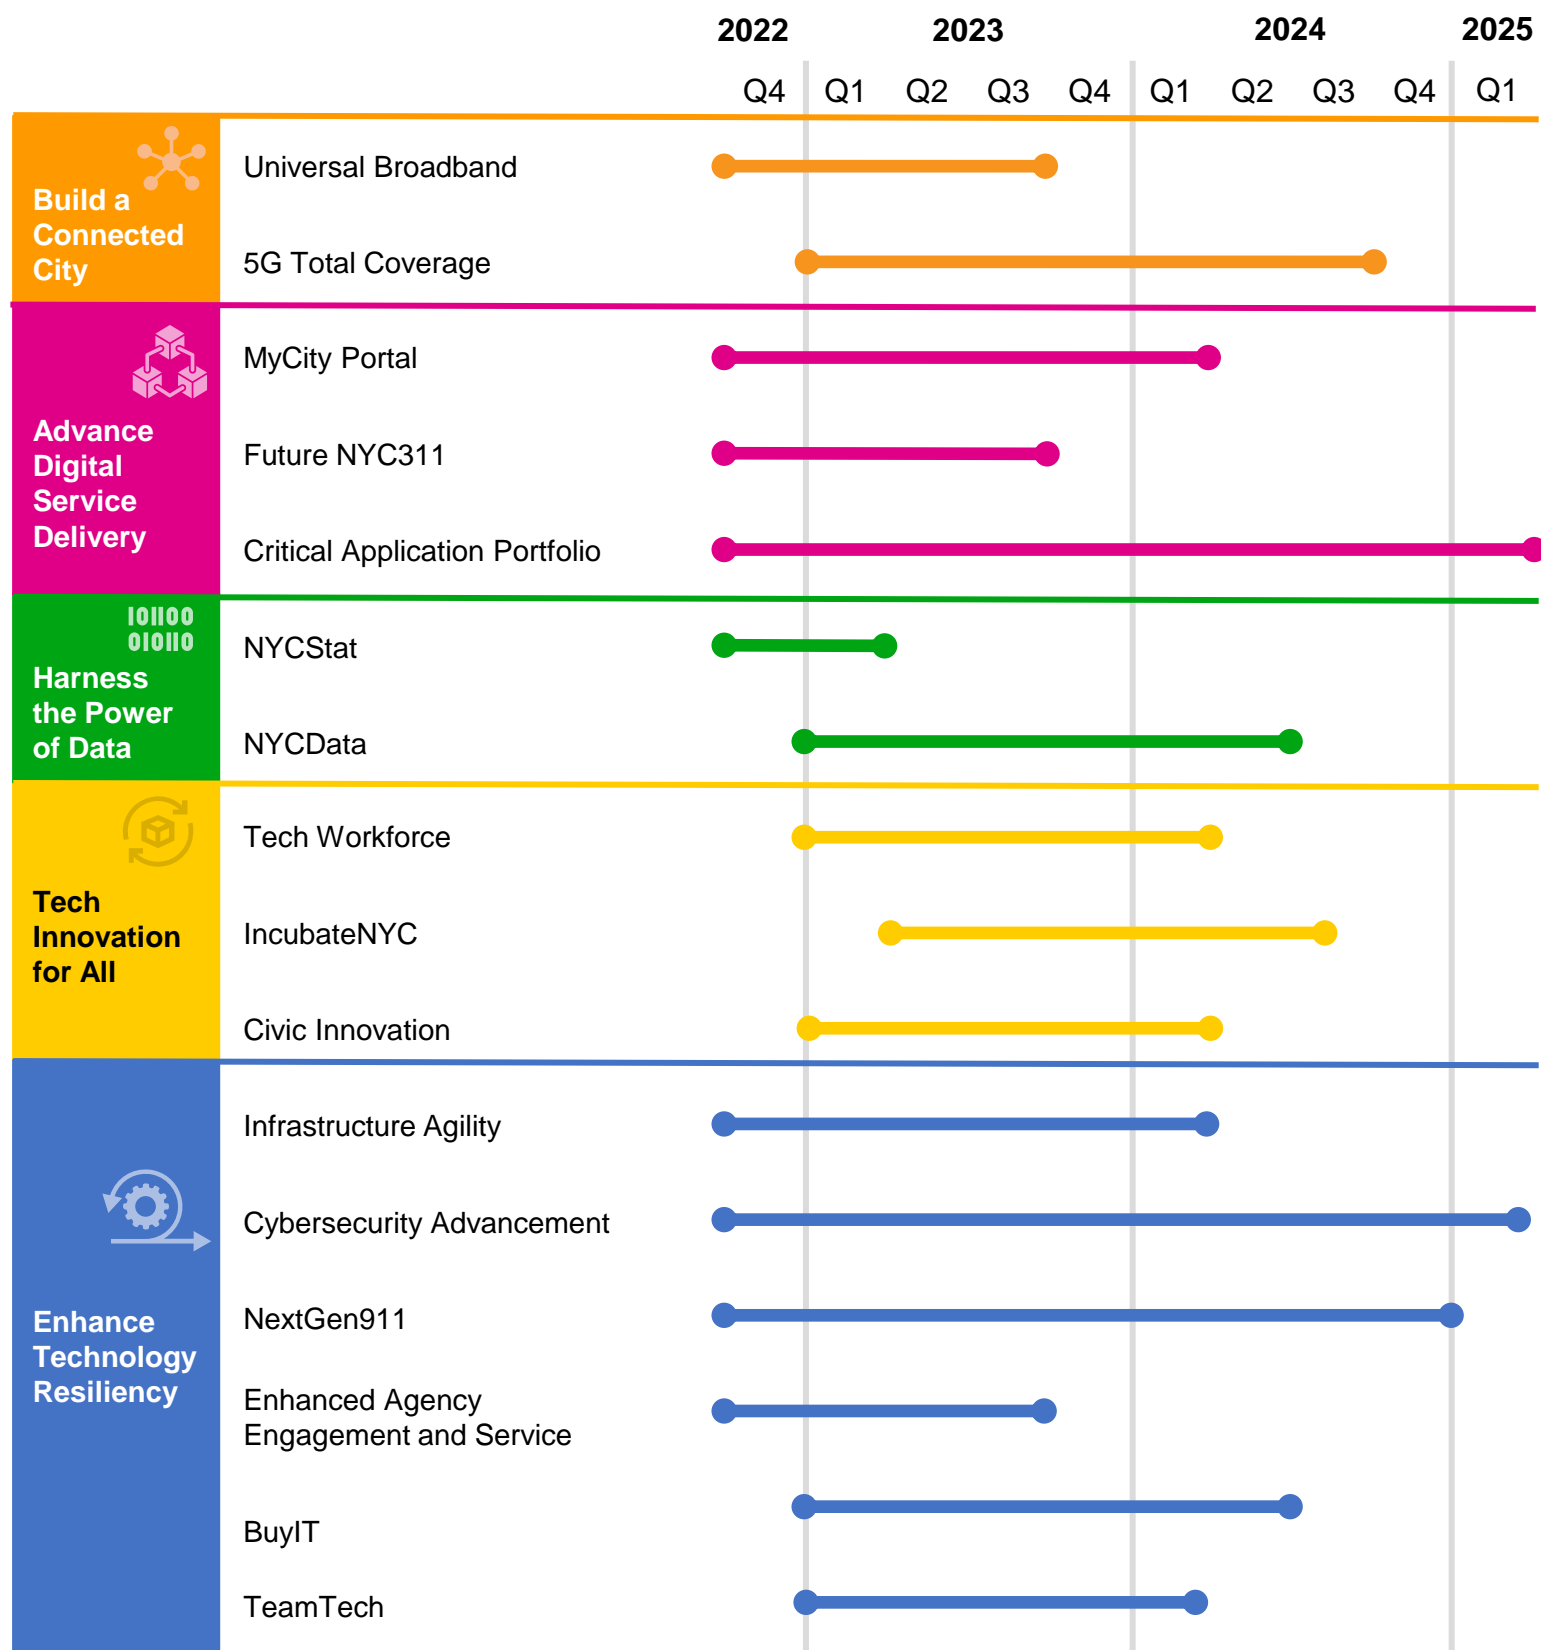 2022 2023 2024 2025
Q4 Q1 Q2 Q3 Q4 Q1 Q2 Q3 Q4 Q1
Build a
Connected
City
Universal Broadband
5G Total Coverage
Advance
Digital
Service
Delivery
MyCity Portal
Future NYC311
Critical Application Portfolio
101100
010110
Harness
the Power
of Data
NYCStat
NYCData
Tech
Innovation
for All
Tech Workforce
IncubateNYC
Civic Innovation
Enhance
Technology
Resiliency
Infrastructure Agility
Cybersecurity Advancement
NextGen911
Enhanced Agency
Engagement and Service
BuyIT
TeamTech